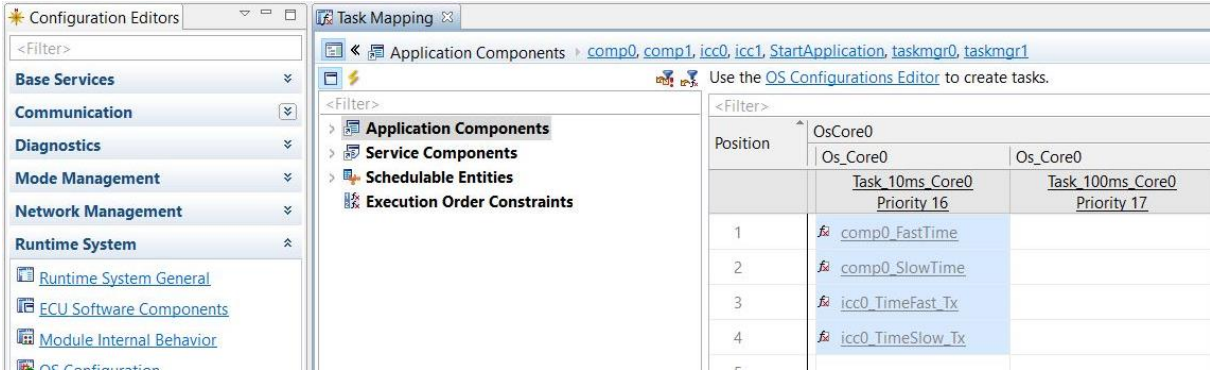 Configuration Editors
<Filter>
Base Services
Communication
Diagnostics
Mode Management
Network Management
Runtime System
Runtime System General
ECU Software Components
Module Internal Behavior
OS Configuration
Task Mapping
Application Components comp0, comp1, icc0, icc1, StartApplication, taskmgr0, taskmgr1
<Filter>
Application Components
Service Components
Schedulable Entities
Execution Order Constraints
Use the OS Configurations Editor to create tasks.
<Filter>
Position OsCore0
Os_Core0 Os_Core0
Task_10ms_Core0 Task_100ms_Core0
Priority 16 Priority 17
1 comp0_FastTime
2 comp0_SlowTime
3 icc0_TimeFast_Tx
4 icc0_TimeSlow_Tx